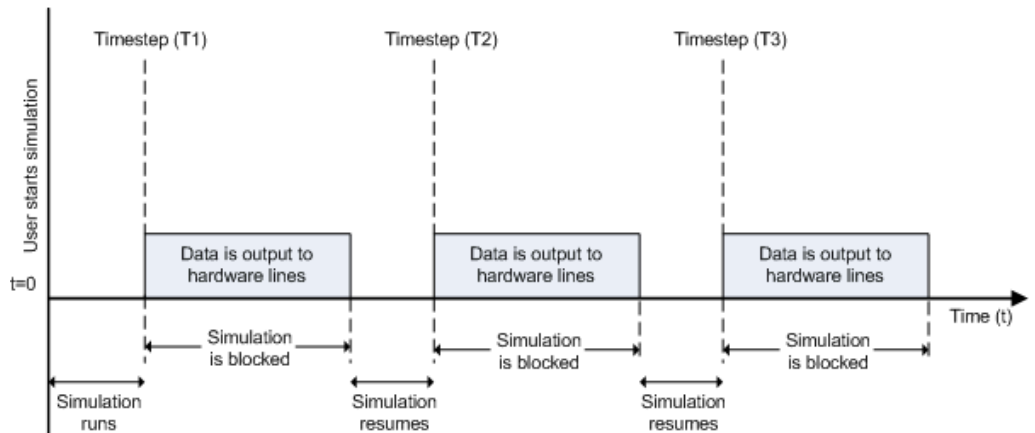 Timestep (T1)
Timestep (T2)
Timestep (T3)
User starts simulation
Data is output to
hardware lines
Data is output to
hardware lines
Data is output to
hardware lines
t=0
Time (t)
Simulation
is blocked
Simulation
is blocked
Simulation
is blocked
Simulation
runs
Simulation
resumes
Simulation
resumes